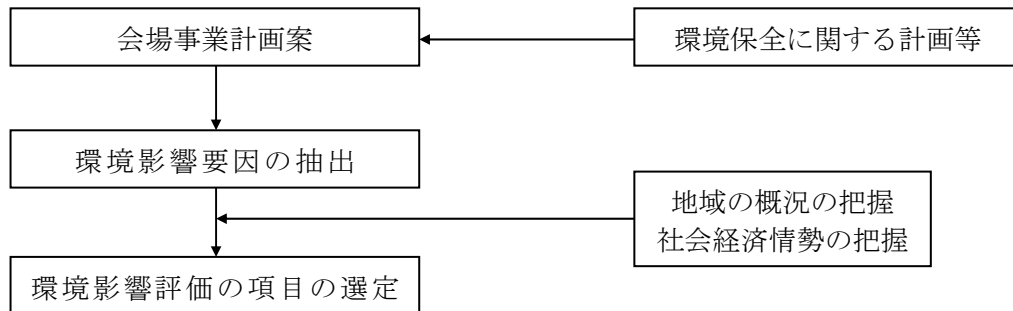 会場事業計画案
環境保全に関する計画等
環境影響要因の抽出
地域の概況の把握
社会経済情勢の把握
環境影響評価の項目の選定